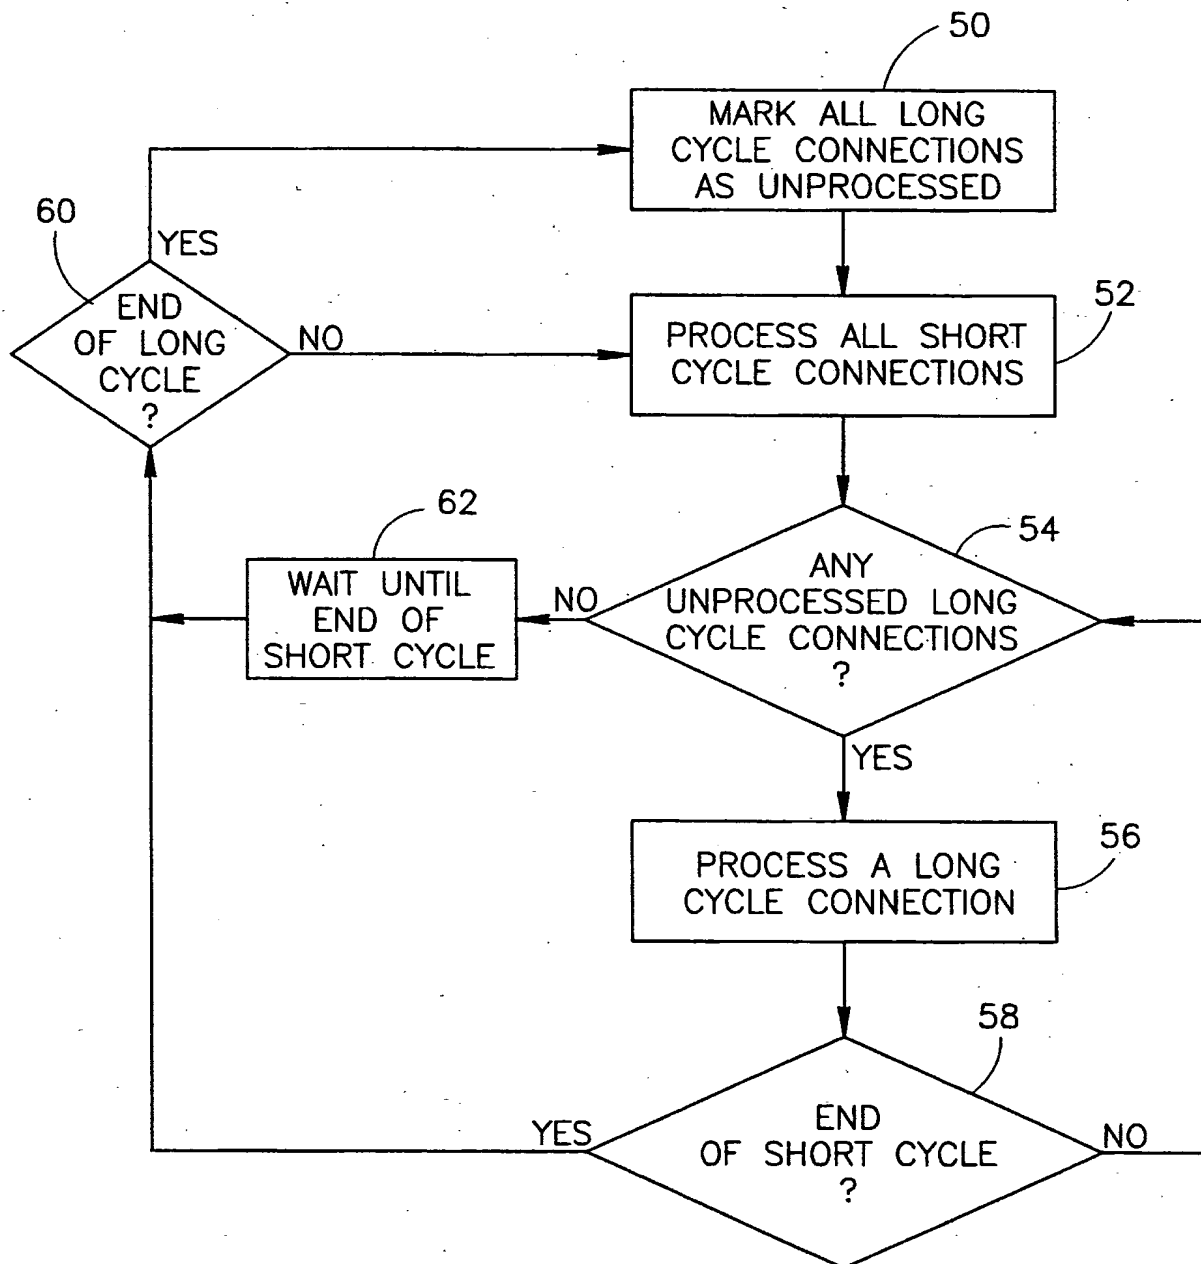 50
MARK ALL LONG
CYCLE CONNECTIONS
AS UNPROCESSED
60
YES
END
OF LONG
CYCLE
?
NO
52
PROCESS ALL SHORT
CYCLE CONNECTIONS
62
WAIT UNTIL
END OF
SHORT CYCLE
NO
54
ANY
UNPROCESSED LONG
CYCLE CONNECTIONS
?
YES
56
PROCESS A LONG
CYCLE CONNECTION
58
YES
END
OF SHORT CYCLE
?
NO